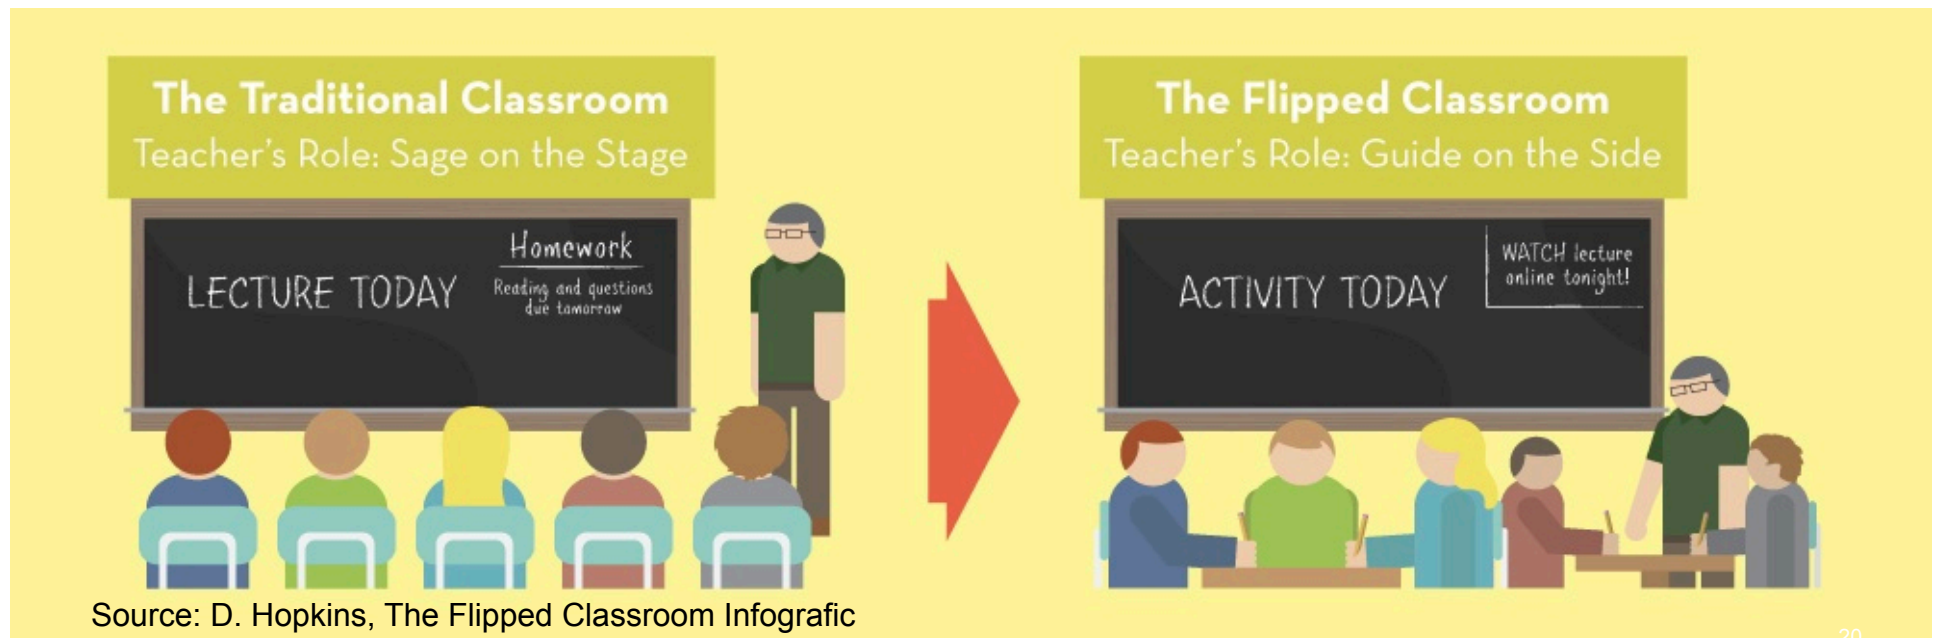 The Traditional Classroom
Teacher's Role: Sage on the Stage
LECTURE TODAY
Homework
Reading and questions
due tomorrow
The Flipped Classroom
Teacher's Role: Guide on the Side
ACTIVITY TODAY
WATCH lecture
online tonight!
Source: D. Hopkins, The Flipped Classroom Infografic
20